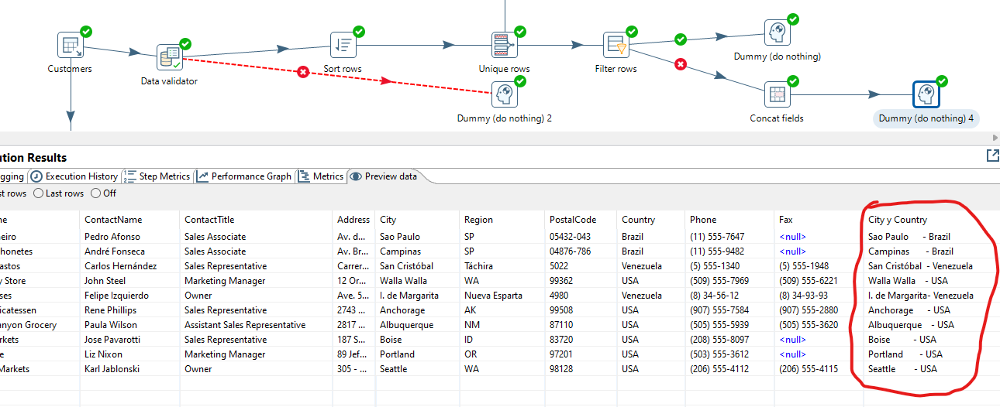 Customers
Data validator
Sort rows
Unique rows
Filter rows
Dummy (do nothing)
Dummy (do nothing) 2
Concat fields
Dummy (do nothing) 4
ution Results
gging Execution History Step Metrics Performance Graph Metrics Preview data
st rows Last rows Off
ne ContactName ContactTitle Address City Region PostalCode Country Phone Fax City y Country
neiro Pedro Afonso Sales Associate Av. d... Sao Paulo SP 05432-043 Brazil (11) 555-7647 <null> Sao Paulo - Brazil
honetes André Fonseca Sales Associate Av. Br... Campinas SP 04876-786 Brazil (11) 555-9482 <null> Campinas - Brazil
astos Carlos Hernández Sales Representative Carrer... San Cristóbal Táchira 5022 Venezuela (5) 555-1340 (5) 555-1948 San Cristóbal - Venezuela
y Store John Steel Marketing Manager 12 Or... Walla Walla WA 99362 USA (509) 555-7969 (509) 555-6221 Walla Walla - USA
ses Felipe Izquierdo Owner Ave. 5... I. de Margarita Nueva Esparta 4980 Venezuela (8) 34-56-12 (8) 34-93-93 I. de Margarita- Venezuela
icatessen Rene Phillips Sales Representative 2743 ... Anchorage AK 99508 USA (907) 555-7584 (907) 555-2880 Anchorage - USA
nyon Grocery Paula Wilson Assistant Sales Representative 2817 ... Albuquerque NM 87110 USA (505) 555-5939 (505) 555-3620 Albuquerque - USA
rkets Jose Pavarotti Sales Representative 187 S... Boise ID 83720 USA (208) 555-8097 <null> Boise - USA
e Liz Nixon Marketing Manager 89 Jef... Portland OR 97201 USA (503) 555-3612 <null> Portland - USA
Markets Karl Jablonski Owner 305 - ... Seattle WA 98128 USA (206) 555-4112 (206) 555-4115 Seattle - USA